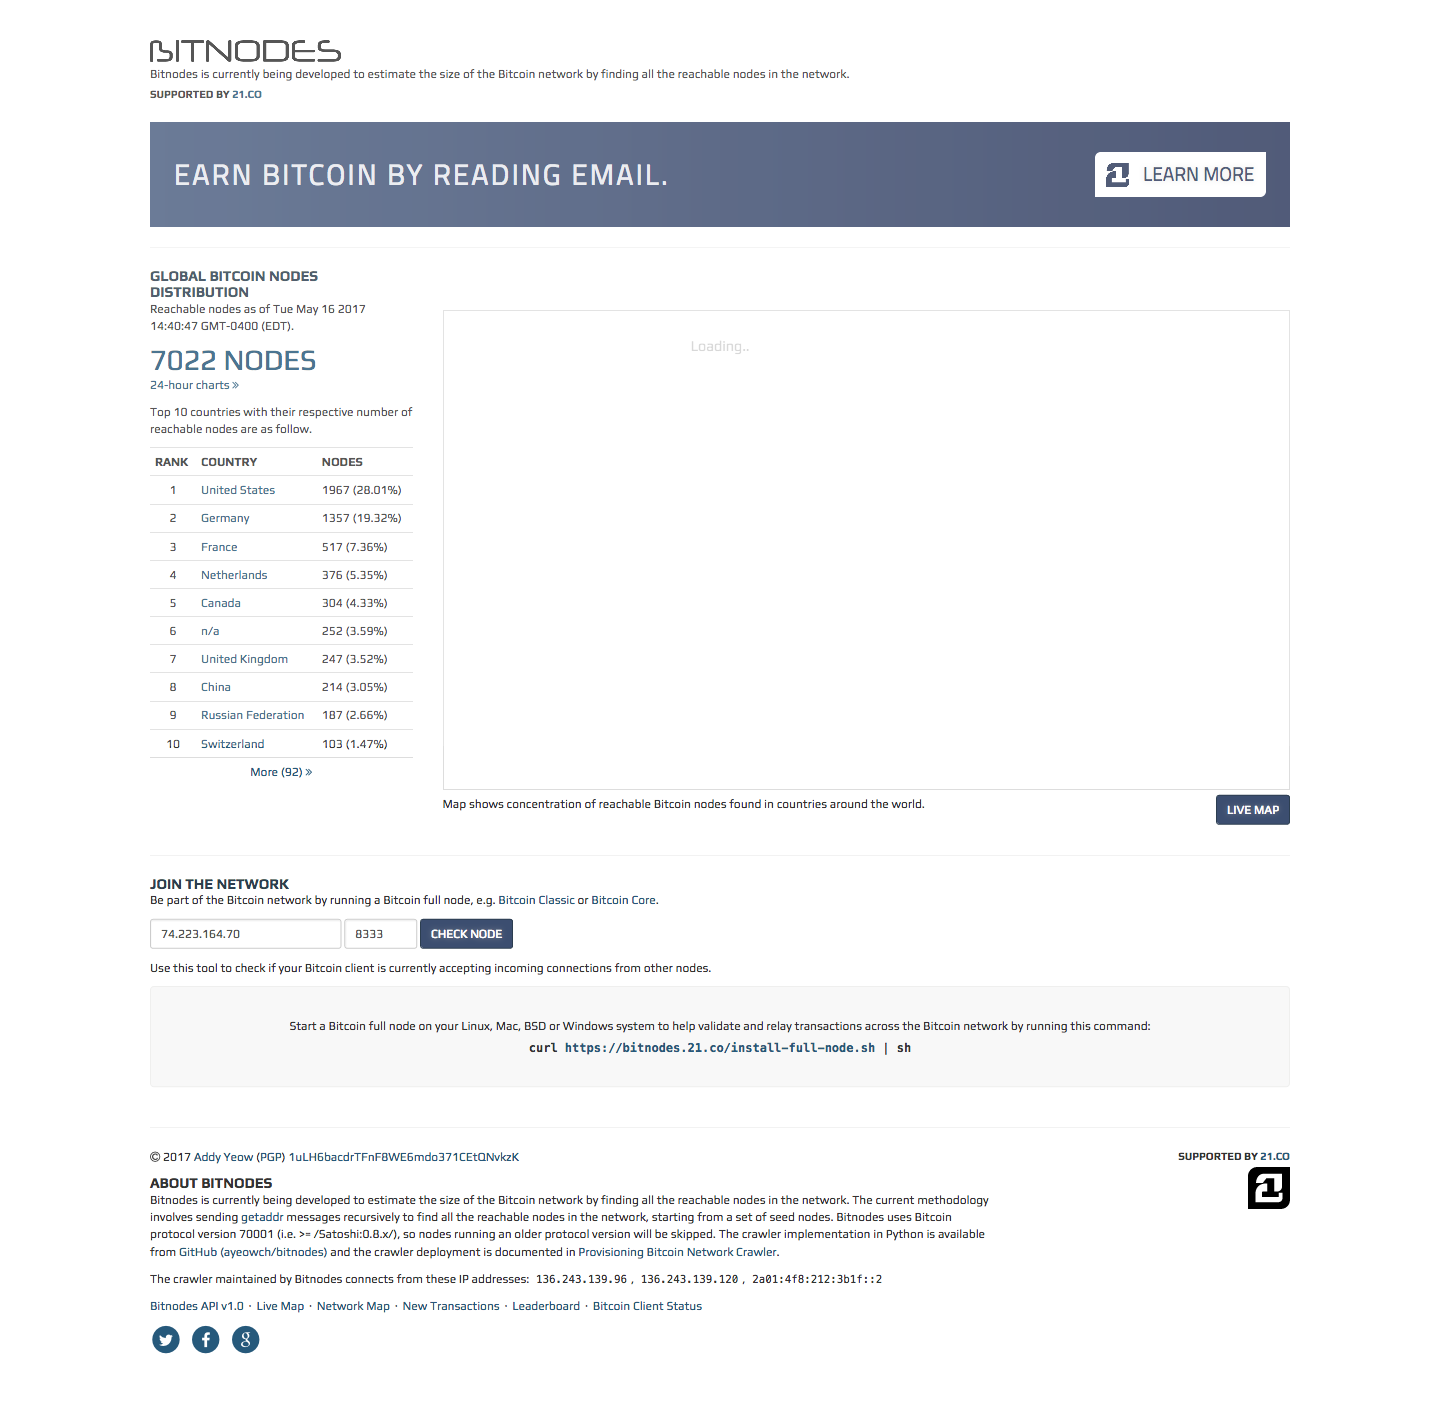 BITNODES
Bitnodes is currently being developed to estimate the size of the Bitcoin network by finding all the reachable nodes in the network.
SUPPORTED BY 21.CO
EARN BITCOIN BY READING EMAIL.
21 LEARN MORE
GLOBAL BITCOIN NODES
DISTRIBUTION
Reachable nodes as of Tue May 16 2017
14:40:47 GMT-0400 (EDT).
7022 NODES
24-hour charts »
Top 10 countries with their respective number of
reachable nodes are as follow.
RANK COUNTRY NODES
1 United States 1967 (28.01%)
2 Germany 1357 (19.32%)
3 France 517 (7.36%)
4 Netherlands 376 (5.35%)
5 Canada 304 (4.33%)
6 n/a 252 (3.59%)
7 United Kingdom 247 (3.52%)
8 China 214 (3.05%)
9 Russian Federation 187 (2.66%)
10 Switzerland 103 (1.47%)
More (92) »
Loading..
Map shows concentration of reachable Bitcoin nodes found in countries around the world.
LIVE MAP
JOIN THE NETWORK
Be part of the Bitcoin network by running a Bitcoin full node, e.g. Bitcoin Classic or Bitcoin Core.
74.223.164.70 8333 CHECK NODE
Use this tool to check if your Bitcoin client is currently accepting incoming connections from other nodes.
Start a Bitcoin full node on your Linux, Mac, BSD or Windows system to help validate and relay transactions across the Bitcoin network by running this command:
curl https://bitnodes.21.co/install-full-node.sh | sh
© 2017 Addy Yeow (PGP) 1uLH6bacdrTFnF8WE6mdo371CEtQNvkzK
SUPPORTED BY 21.CO
21
ABOUT BITNODES
Bitnodes is currently being developed to estimate the size of the Bitcoin network by finding all the reachable nodes in the network. The current methodology
involves sending getaddr messages recursively to find all the reachable nodes in the network, starting from a set of seed nodes. Bitnodes uses Bitcoin
protocol version 70001 (i.e. >= /Satoshi:0.8.x/), so nodes running an older protocol version will be skipped. The crawler implementation in Python is available
from GitHub (ayeowch/bitnodes) and the crawler deployment is documented in Provisioning Bitcoin Network Crawler.
The crawler maintained by Bitnodes connects from these IP addresses: 136.243.139.96 , 136.243.139.120 , 2a01:4f8:212:3b1f::2
Bitnodes API v1.0 · Live Map · Network Map · New Transactions · Leaderboard · Bitcoin Client Status